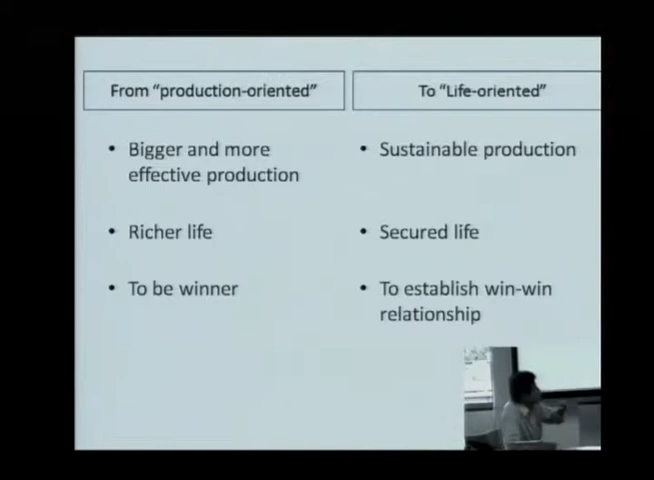 From “production-oriented”
To “Life-oriented”
• Bigger and more
effective production
• Richer life
• To be winner
• Sustainable production
• Secured life
• To establish win-win
relationship